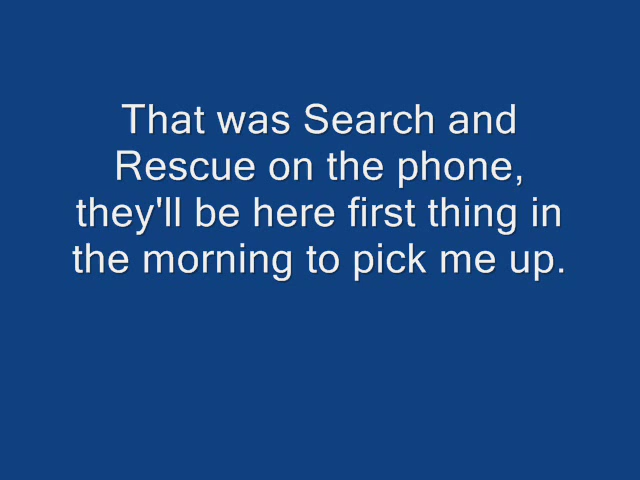 That was Search and
Rescue on the phone,
they'll be here first thing in
the morning to pick me up.